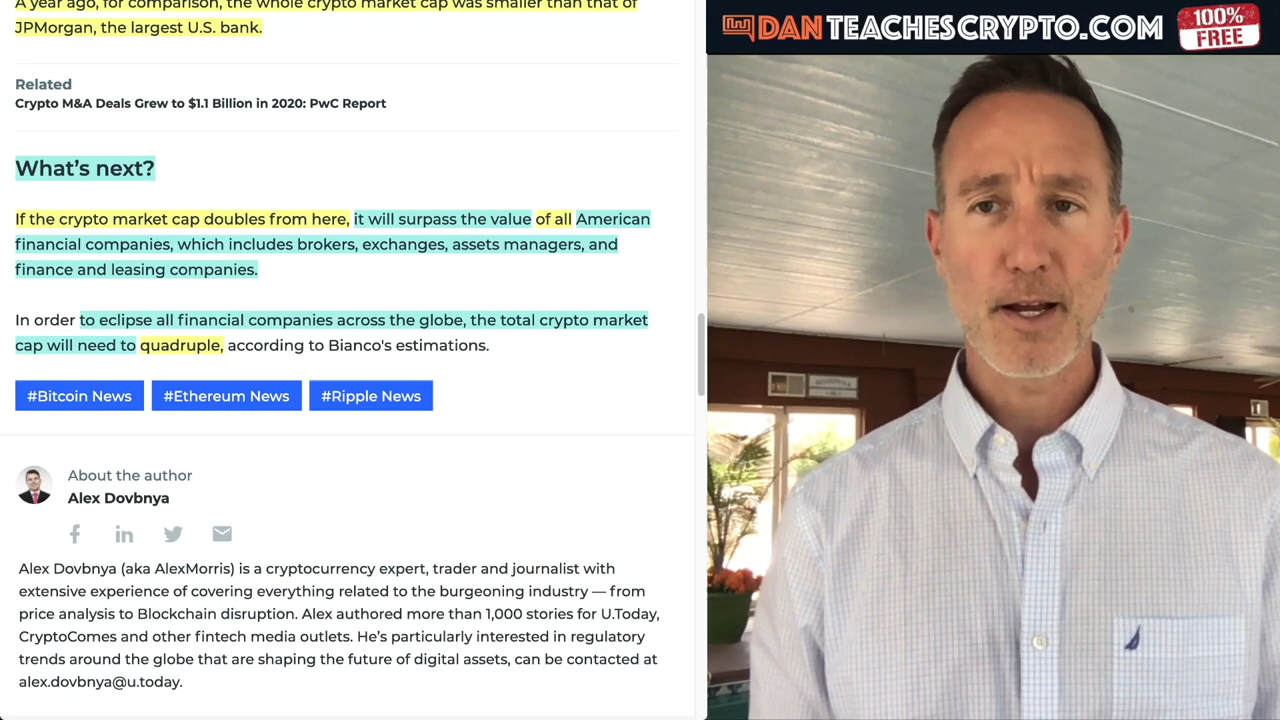 A year ago, for comparison, the whole crypto market cap was smaller than that of
JPMorgan, the largest U.S. bank.
Related
Crypto M&A Deals Grew to $1.1 Billion in 2020: PwC Report
What’s next?
If the crypto market cap doubles from here, it will surpass the value of all American
financial companies, which includes brokers, exchanges, assets managers, and
finance and leasing companies.
In order to eclipse all financial companies across the globe, the total crypto market
cap will need to quadruple, according to Bianco's estimations.
#Bitcoin News #Ethereum News #Ripple News
About the author
Alex Dovbnya
Alex Dovbnya (aka AlexMorris) is a cryptocurrency expert, trader and journalist with
extensive experience of covering everything related to the burgeoning industry — from
price analysis to Blockchain disruption. Alex authored more than 1,000 stories for U.Today,
CryptoComes and other fintech media outlets. He’s particularly interested in regulatory
trends around the globe that are shaping the future of digital assets, can be contacted at
alex.dovbnya@u.today.
DANTEACHESCRYPTO.COM
100%
FREE